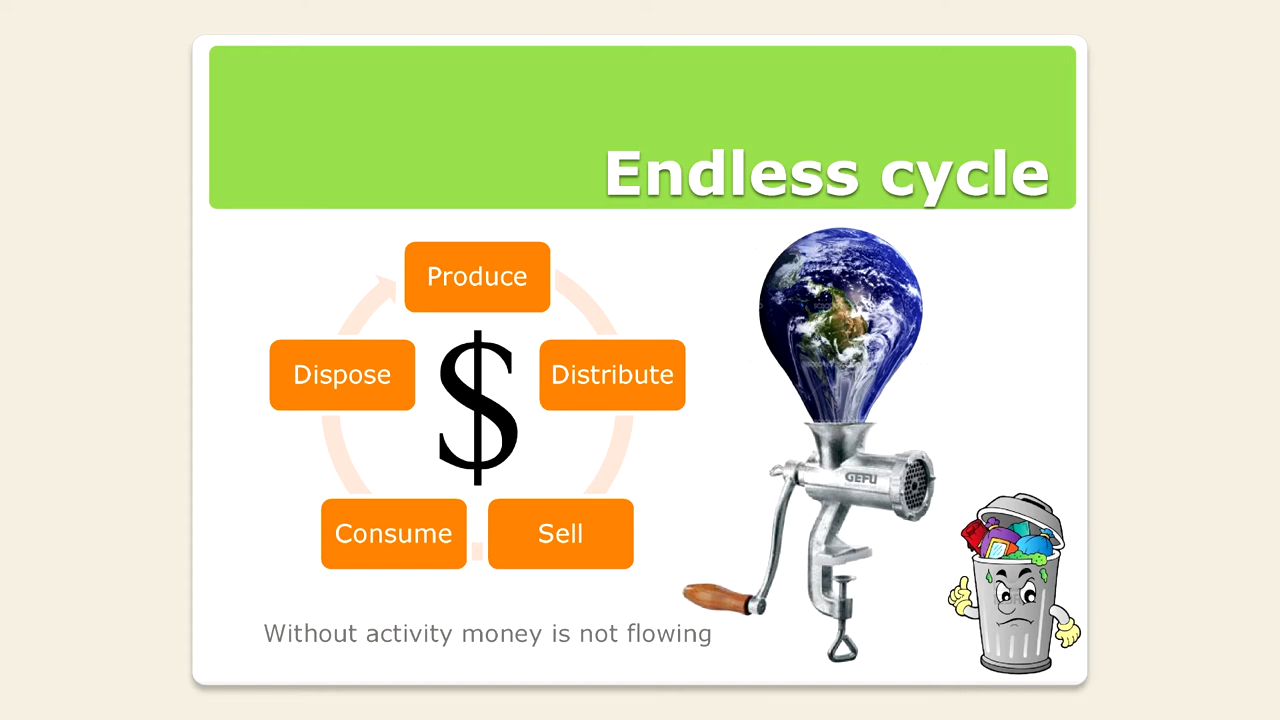 Endless cycle
Produce
Dispose
$
Distribute
Consume
Sell
GEFU
Without activity money is not flowing